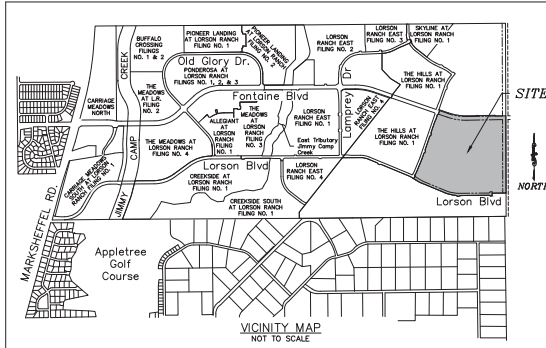 BUFFALO
CROSSING
FILINGS
NO. 1 & 2
PIONEER LANDING
AT LORSON RANCH
FILING NO. 1
PIONEER LANDING
AT LORSON RANCH
FILING NO. 2
LORSON
RANCH EAST
FILING NO. 2
LORSON
RANCH EAST
FILING NO. 3
SKYLINE AT
LORSON RANCH
FILING NO. 1
Old Glory Dr.
PONDEROSA AT
LORSON RANCH
FILINGS NO. 1, 2, & 3
CREEK
CAMP
JIMMY
CARRIAGE
MEADOWS
NORTH
THE
MEADOWS
AT L.R.
FILING
NO. 2
Fontaine Blvd
Lamprey Dr
THE HILLS AT
LORSON RANCH
FILING NO. 1
SITE
ALLEGIANT
AT
LORSON
RANCH
FILING
NO. 1
THE
MEADOWS
AT
LORSON
RANCH
FILING
NO. 3
LORSON
RANCH EAST
FILING NO. 1
East Tributary
Jimmy Camp
Creek
LORSON
RANCH EAST
FILING NO. 4
THE HILLS AT
LORSON RANCH
FILING NO. 1
THE MEADOWS AT
LORSON RANCH
FILING NO. 4
Lorson Blvd
CARRIAGE MEADOWS
SOUTH AT LORSON
RANCH FILING NO. 1
CREEKSIDE AT
LORSON RANCH
FILING NO. 1
LORSON
RANCH EAST
FILING NO. 4
CREEKSIDE SOUTH AT
LORSON RANCH
FILING NO. 1
Lorson Blvd
NORTH
MARKSHEFFEL RD
Appletree
Golf
Course
VICINITY MAP
NOT TO SCALE